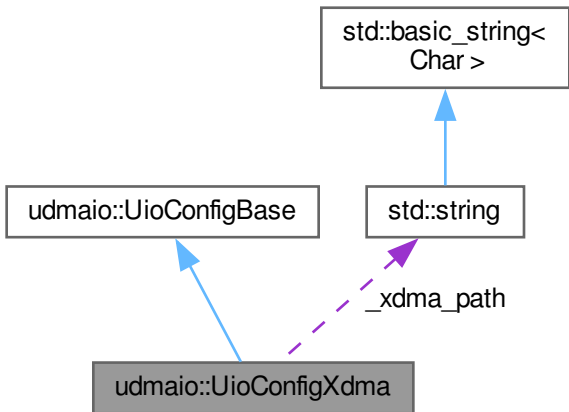 std::basic_string<
Char >
udmaio::UioConfigBase
std::string
_xdma_path
udmaio::UioConfigXdma